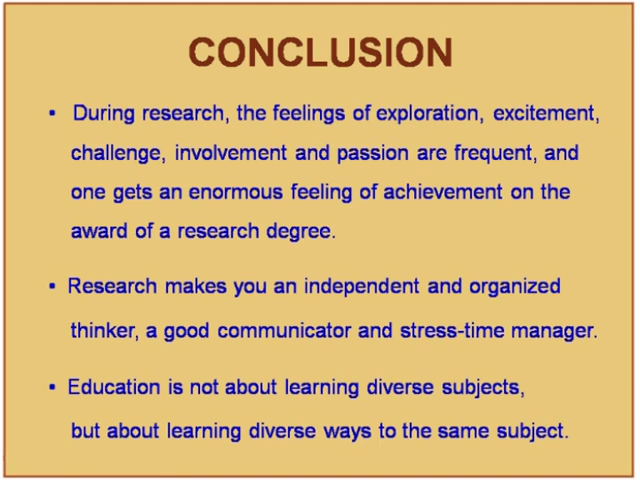 CONCLUSION
• During research, the feelings of exploration, excitement,
challenge, involvement and passion are frequent, and
one gets an enormous feeling of achievement on the
award of a research degree.
• Research makes you an independent and organized
thinker, a good communicator and stress-time manager.
• Education is not about learning diverse subjects,
but about learning diverse ways to the same subject.